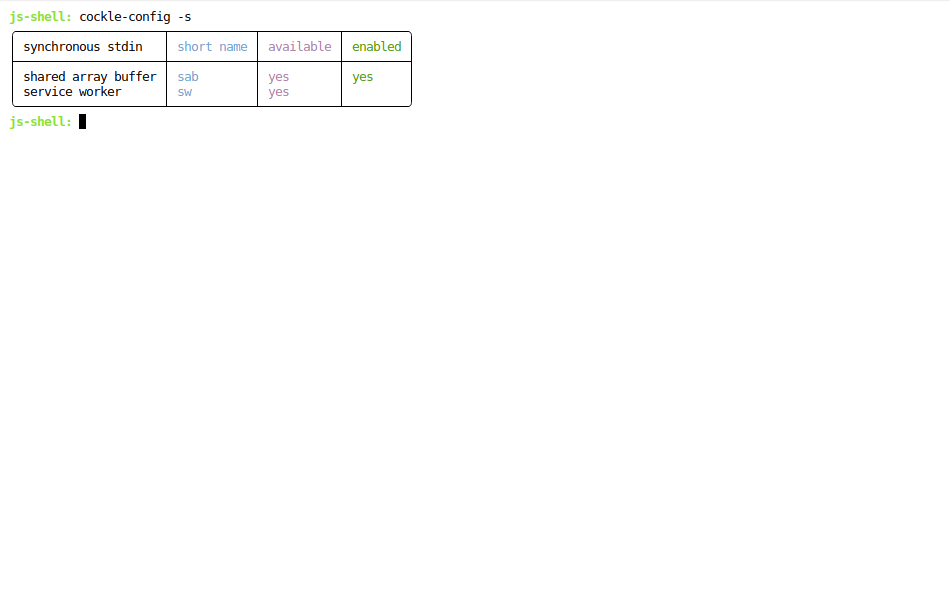 js-shell: cockle-config -s
synchronous stdin short name available enabled
shared array buffer sab yes yes
service worker sw yes
js-shell: